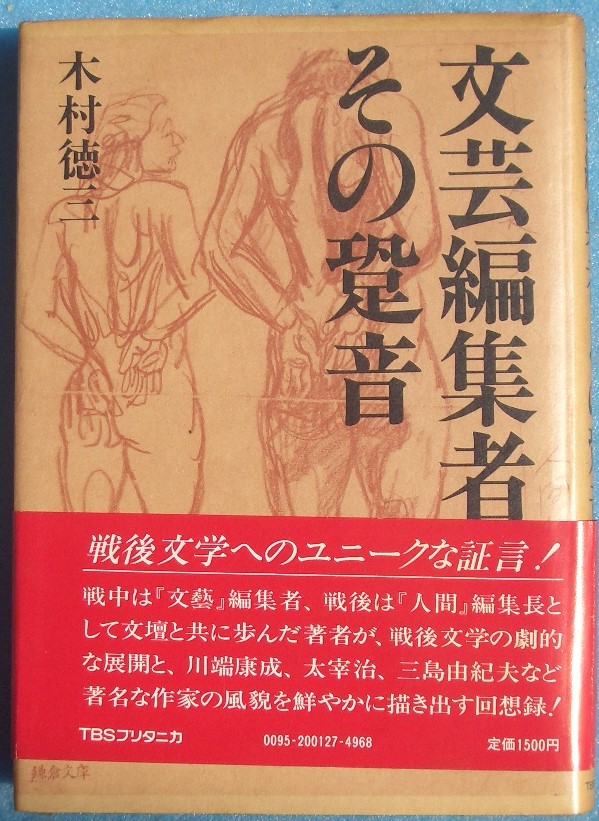 文芸編集者
その跫音
木村徳三
戦後文学へのユニークな証言！
戦中は『文藝』編集者、戦後は『人間』編集長と
して文壇と共に歩んだ著者が、戦後文学の劇的
な展開と、川端康成、太宰治、三島由紀夫など
著名な作家の風貌を鮮やかに描き出す回想録！
TBSブリタニカ
0095-200127-4968
定価1500円
鎌倉文庫